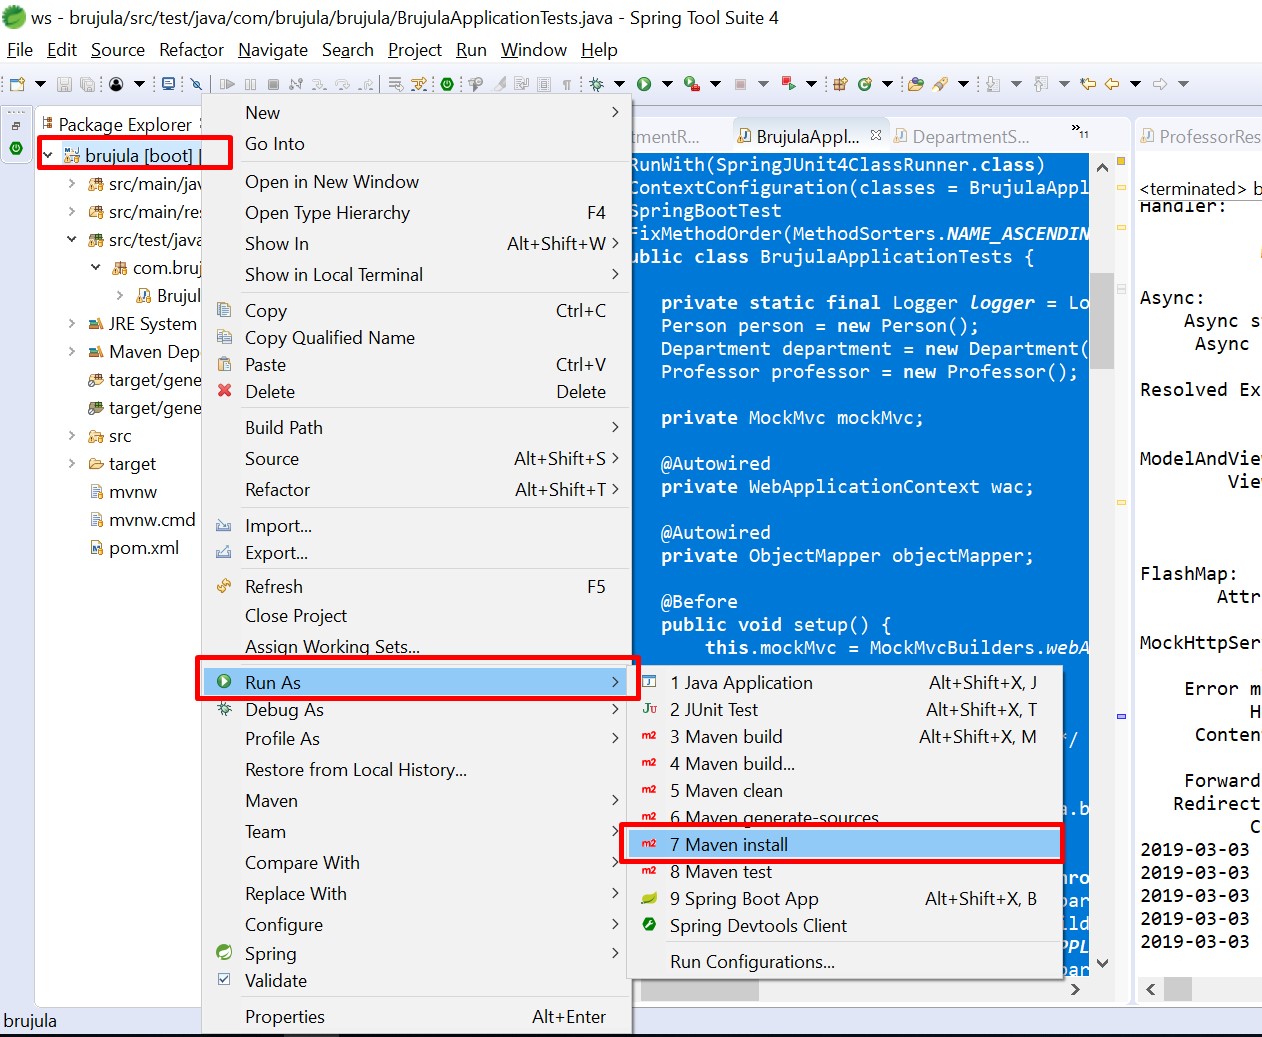 ws - brujula/src/test/java/com/brujula/brujula/BrujulaApplicationTests.java - Spring Tool Suite 4
File Edit Source Refactor Navigate Search Project Run Window Help
Package Explorer
brujula [boot]
src/main/jav
src/main/res
src/test/java
com.bruj
Brujul
JRE System
Maven Dep
target/gene
target/gene
src
target
mvnw
mvnw.cmd
pom.xml
New
Go Into
Open in New Window
Open Type Hierarchy F4
Show In Alt+Shift+W
Show in Local Terminal
Copy Ctrl+C
Copy Qualified Name
Paste Ctrl+V
Delete Delete
Build Path
Source Alt+Shift+S
Refactor Alt+Shift+T
Import...
Export...
Refresh F5
Close Project
Assign Working Sets...
Run As
Debug As
Profile As
Restore from Local History...
Maven
Team
Compare With
Replace With
Configure
Spring
Validate
Properties Alt+Enter
1 Java Application Alt+Shift+X, J
2 JUnit Test Alt+Shift+X, T
3 Maven build Alt+Shift+X, M
4 Maven build...
5 Maven clean
6 Maven generate-sources
7 Maven install
8 Maven test
9 Spring Boot App Alt+Shift+X, B
Spring Devtools Client
Run Configurations...
tmentR... BrujulaAppl... DepartmentS... »11
RunWith(SpringJUnit4ClassRunner.class)
ContextConfiguration(classes = BrujulaAppl
SpringBootTest
FixMethodOrder(MethodSorters.NAME_ASCENDIN
ublic class BrujulaApplicationTests {
private static final Logger logger = Lo
Person person = new Person();
Department department = new Department(
Professor professor = new Professor();
private MockMvc mockMvc;
@Autowired
private WebApplicationContext wac;
@Autowired
private ObjectMapper objectMapper;
@Before
public void setup() {
this.mockMvc = MockMvcBuilders.webA
*/
a.b
nro
par
ild
PPL
par
ProfessorRes
<terminated> b
Handler:
Async:
Async s
Async
Resolved Ex
ModelAndVie
Vie
FlashMap:
Attr
MockHttpSer
Error m
H
Conten
Forward
Redirect
C
2019-03-03
2019-03-03
2019-03-03
2019-03-03
2019-03-03
brujula